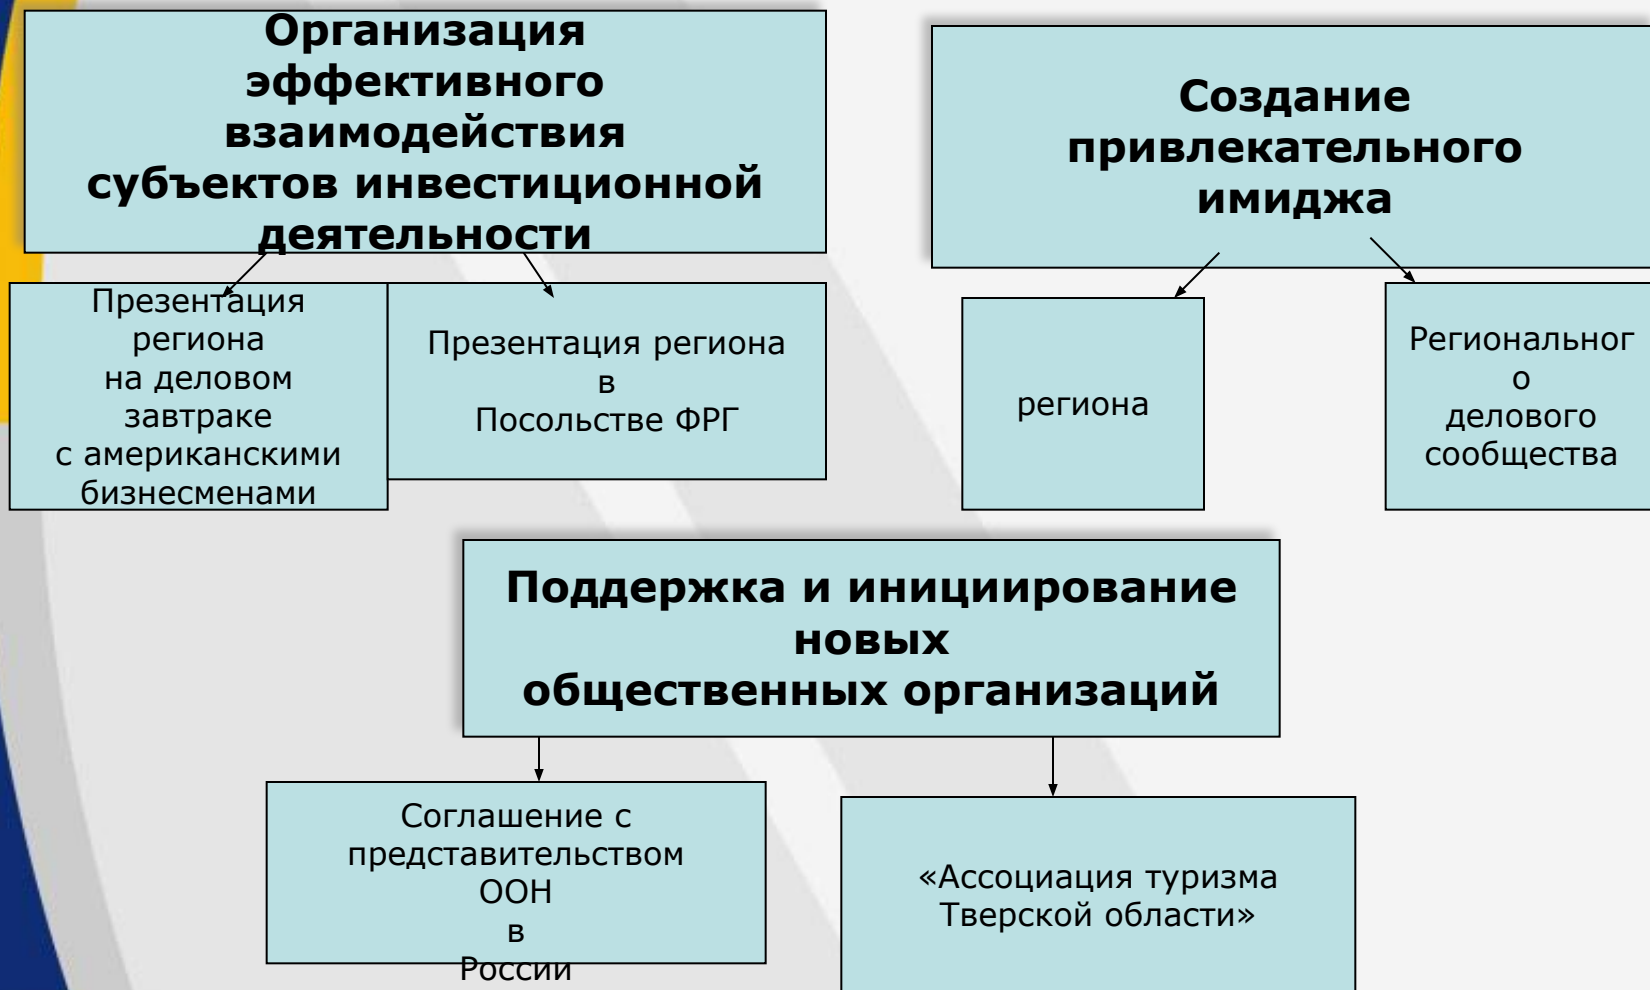 Организация
эффективного
взаимодействия
субъектов инвестиционной
деятельности
Создание
привлекательного
имиджа
Презентация
региона
на деловом
завтраке
с американскими
бизнесменами
Презентация региона
в
Посольстве ФРГ
региона
Региональног
о
делового
сообщества
Поддержка и инициирование
новых
общественных организаций
Соглашение с
представительством
ООН
в
России
«Ассоциация туризма
Тверской области»